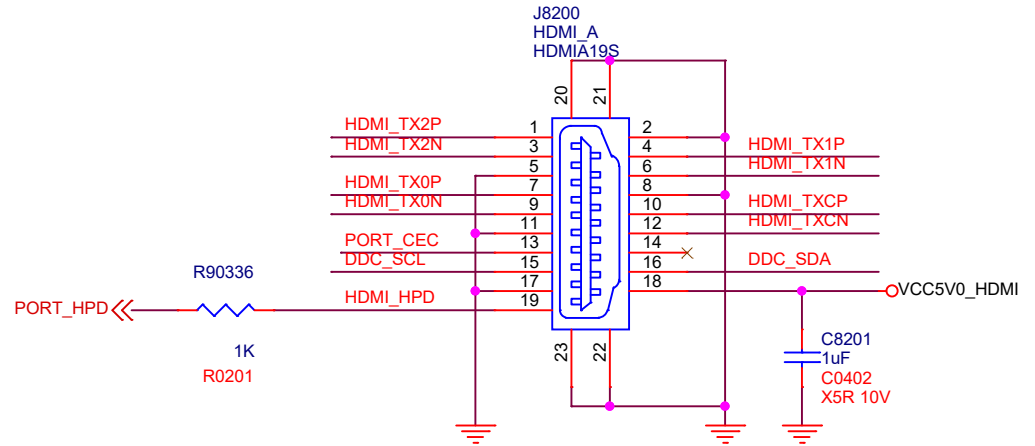 J8200
HDMI_A
HDMIA19S
20
21
HDMI_TX2P
1
2
HDMI_TX2N
3
4
HDMI_TX1P
5
6
HDMI_TX1N
HDMI_TX0P
7
8
HDMI_TX0N
9
10
HDMI_TXCP
11
12
HDMI_TXCN
PORT_CEC
13
14
DDC_SCL
15
16
DDC_SDA
R90336
17
18
VCC5V0_HDMI
PORT_HPD
HDMI_HPD
19
1K
R0201
23
22
C8201
1uF
C0402
X5R 10V